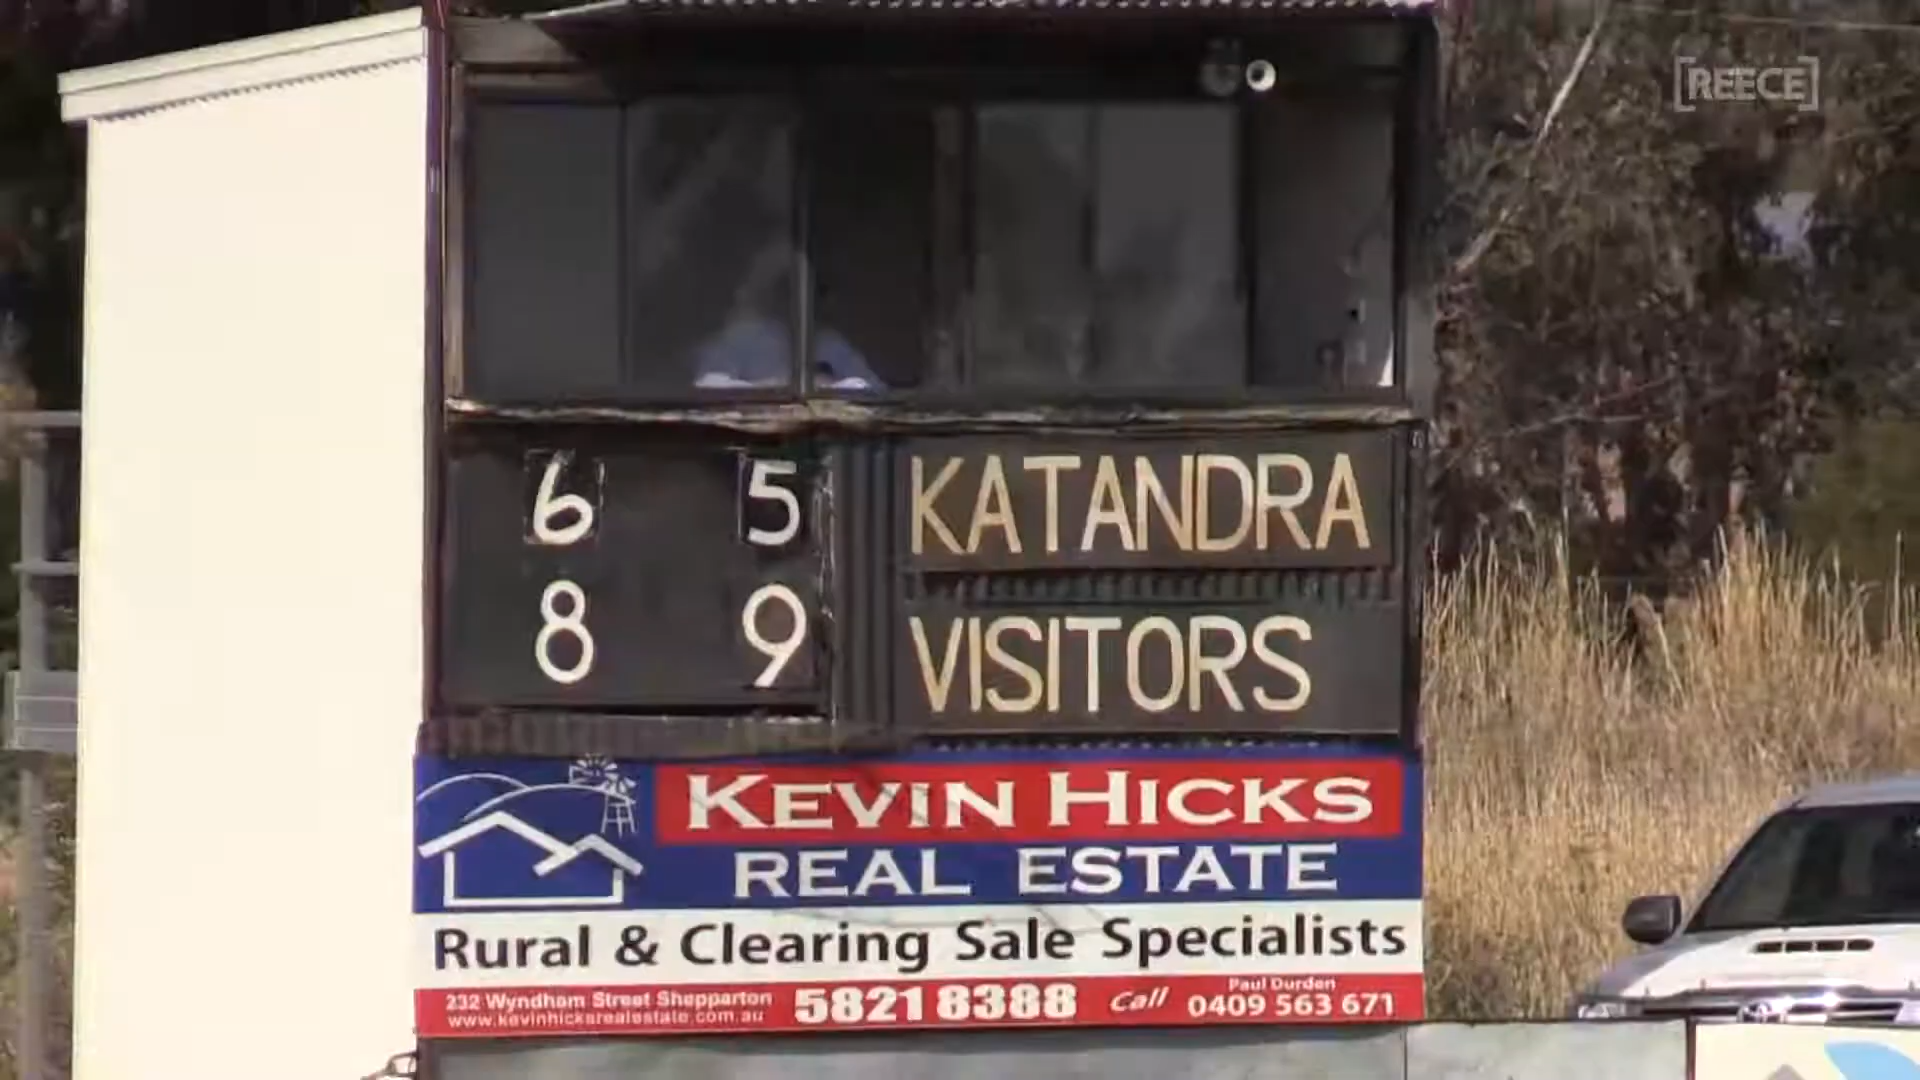 [REECE]
6 5 KATANDRA
8 9 VISITORS
KEVIN HICKS
REAL ESTATE
Rural & Clearing Sale Specialists
232 Wyndham Street Shepparton
www.kevinhicksrealestate.com.au
5821 8388
Call
Paul Durden
0409 563 671